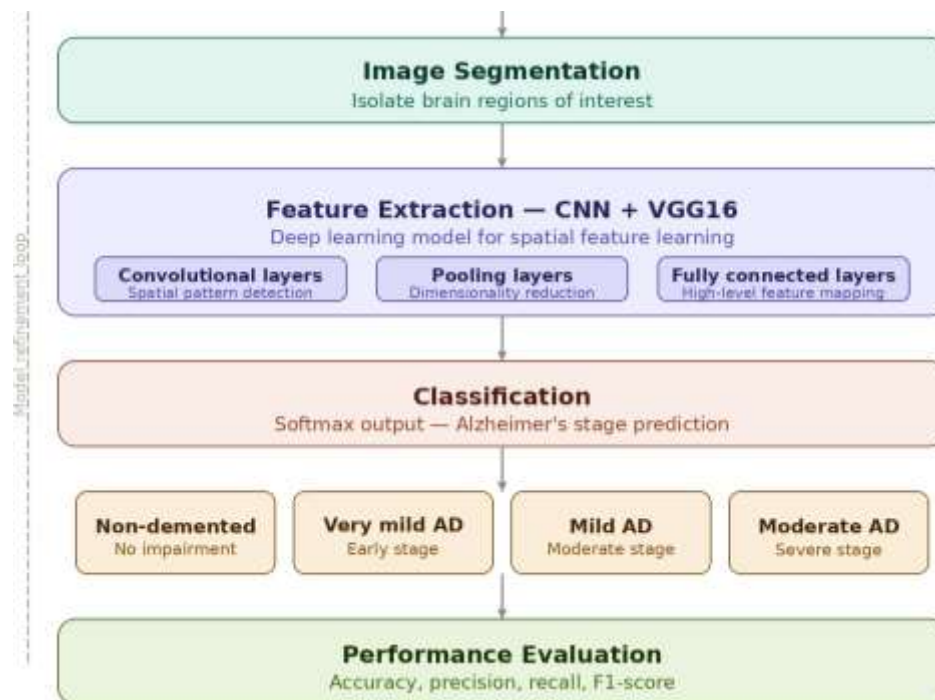 Image Segmentation
Isolate brain regions of interest
Feature Extraction — CNN + VGG16
Deep learning model for spatial feature learning
Convolutional layers
Spatial pattern detection
Pooling layers
Dimensionality reduction
Fully connected layers
High-level feature mapping
Model refinement loop
Classification
Softmax output — Alzheimer's stage prediction
Non-demented
No impairment
Very mild AD
Early stage
Mild AD
Moderate stage
Moderate AD
Severe stage
Performance Evaluation
Accuracy, precision, recall, F1-score